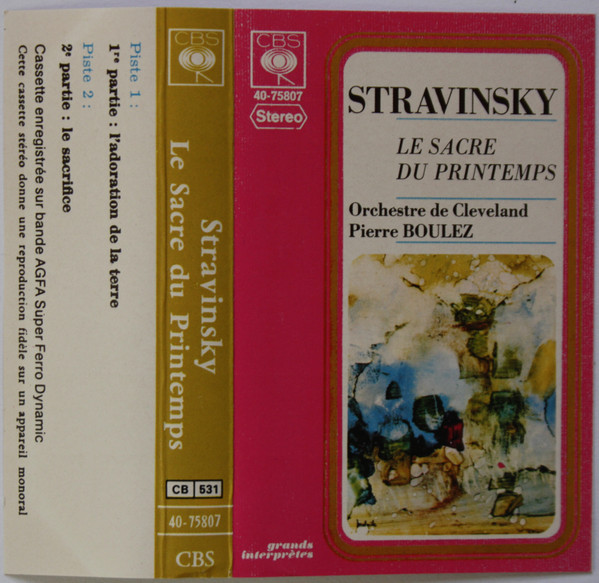 Piste 1 :
1re partie : l'adoration de la terre
Piste 2 :
2e partie : le sacrifice
Cassette enregistrée sur bande AGFA Super Ferro Dynamic
Cette cassette stéréo donne une reproduction fidèle sur un appareil monoral
CBS
Stravinsky
Le Sacre du Printemps
CB 531
40-75807
CBS
CBS
40-75807
Stereo
STRAVINSKY
LE SACRE
DU PRINTEMPS
Orchestre de Cleveland
Pierre BOULEZ
grands
interprètes